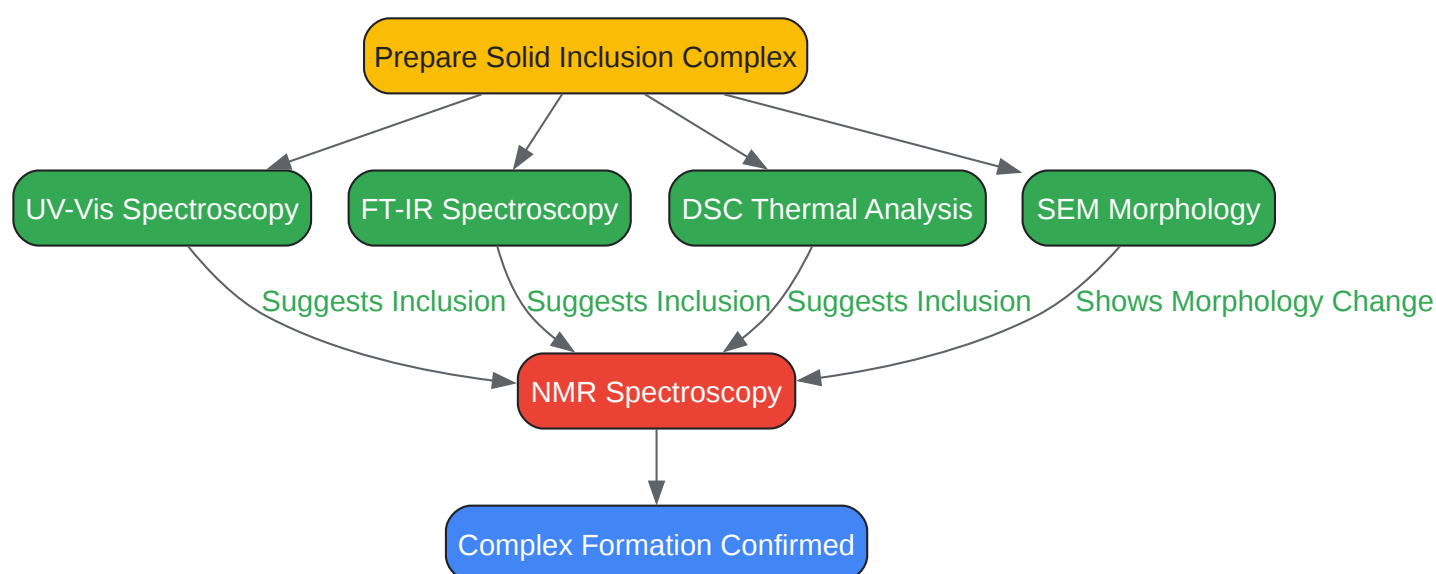 Prepare Solid Inclusion Complex
UV-Vis Spectroscopy
FT-IR Spectroscopy
DSC Thermal Analysis
SEM Morphology
Suggests Inclusion
Suggests Inclusion
Suggests Inclusion
Shows Morphology Change
NMR Spectroscopy
Complex Formation Confirmed